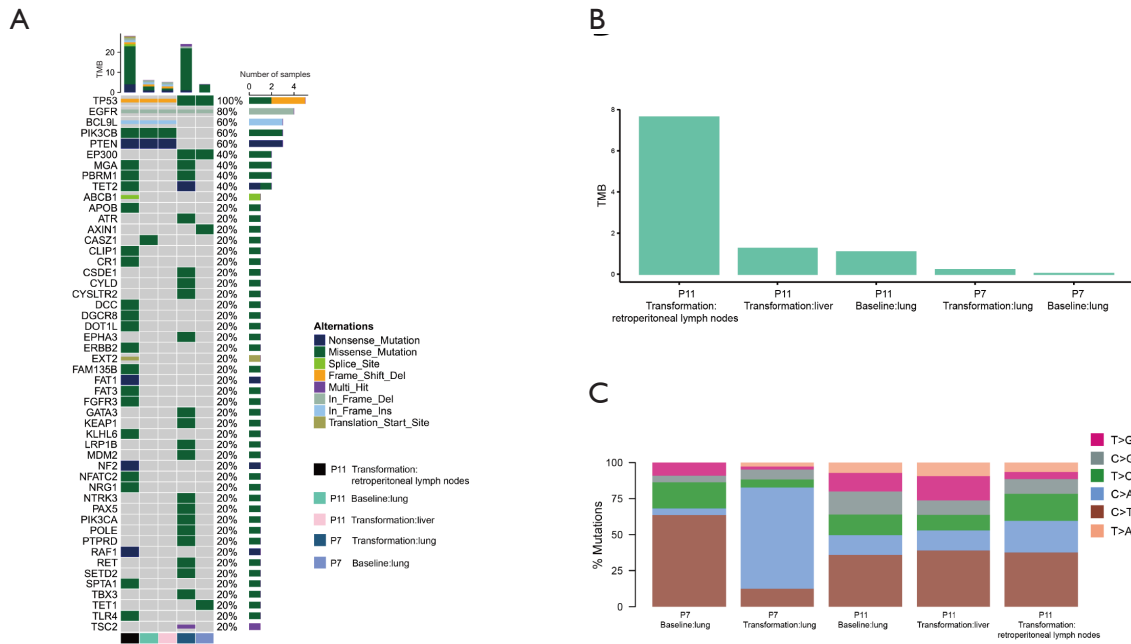 A
20
10
0
TMB
Number of samples
0 2 4
TP53 100%
EGFR 80%
BCL9L 60%
PIK3CB 60%
PTEN 60%
EP300 40%
MGA 40%
PBRM1 40%
TET2 40%
ABCB1 20%
APOB 20%
ATR 20%
AXIN1 20%
CASZ1 20%
CLIP1 20%
CR1 20%
CSDE1 20%
CYLD 20%
CYSLTR2 20%
DCC 20%
DGCR8 20%
DOT1L 20%
EPHA3 20%
ERBB2 20%
EXT2 20%
FAM135B 20%
FAT1 20%
FAT3 20%
FGFR3 20%
GATA3 20%
KEAP1 20%
KLHL6 20%
LRP1B 20%
MDM2 20%
NF2 20%
NFATC2 20%
NRG1 20%
NTRK3 20%
PAX5 20%
PIK3CA 20%
POLE 20%
PTPRD 20%
RAF1 20%
RET 20%
SETD2 20%
SPTA1 20%
TBX3 20%
TET1 20%
TLR4 20%
TSC2 20%
Alternations
Nonsense_Mutation
Missense_Mutation
Splice_Site
Frame_Shift_Del
Multi_Hit
In_Frame_Del
In_Frame_Ins
Translation_Start_Site
P11 Transformation:
retroperitoneal lymph nodes
P11 Baseline:lung
P11 Transformation:liver
P7 Transformation:lung
P7 Baseline:lung
B
8
6
4
2
0
TMB
P11 P11 P11 P7 P7
Transformation: Transformation:liver Baseline:lung Transformation:lung Baseline:lung
retroperitoneal lymph nodes
C
100
75
50
25
0
% Mutations
P7 P7 P11 P11 P11
Baseline:lung Transformation:lung Baseline:lung Transformation:liver Transformation:
retroperitoneal lymph nodes
T>G
C>G
T>C
C>A
C>T
T>A